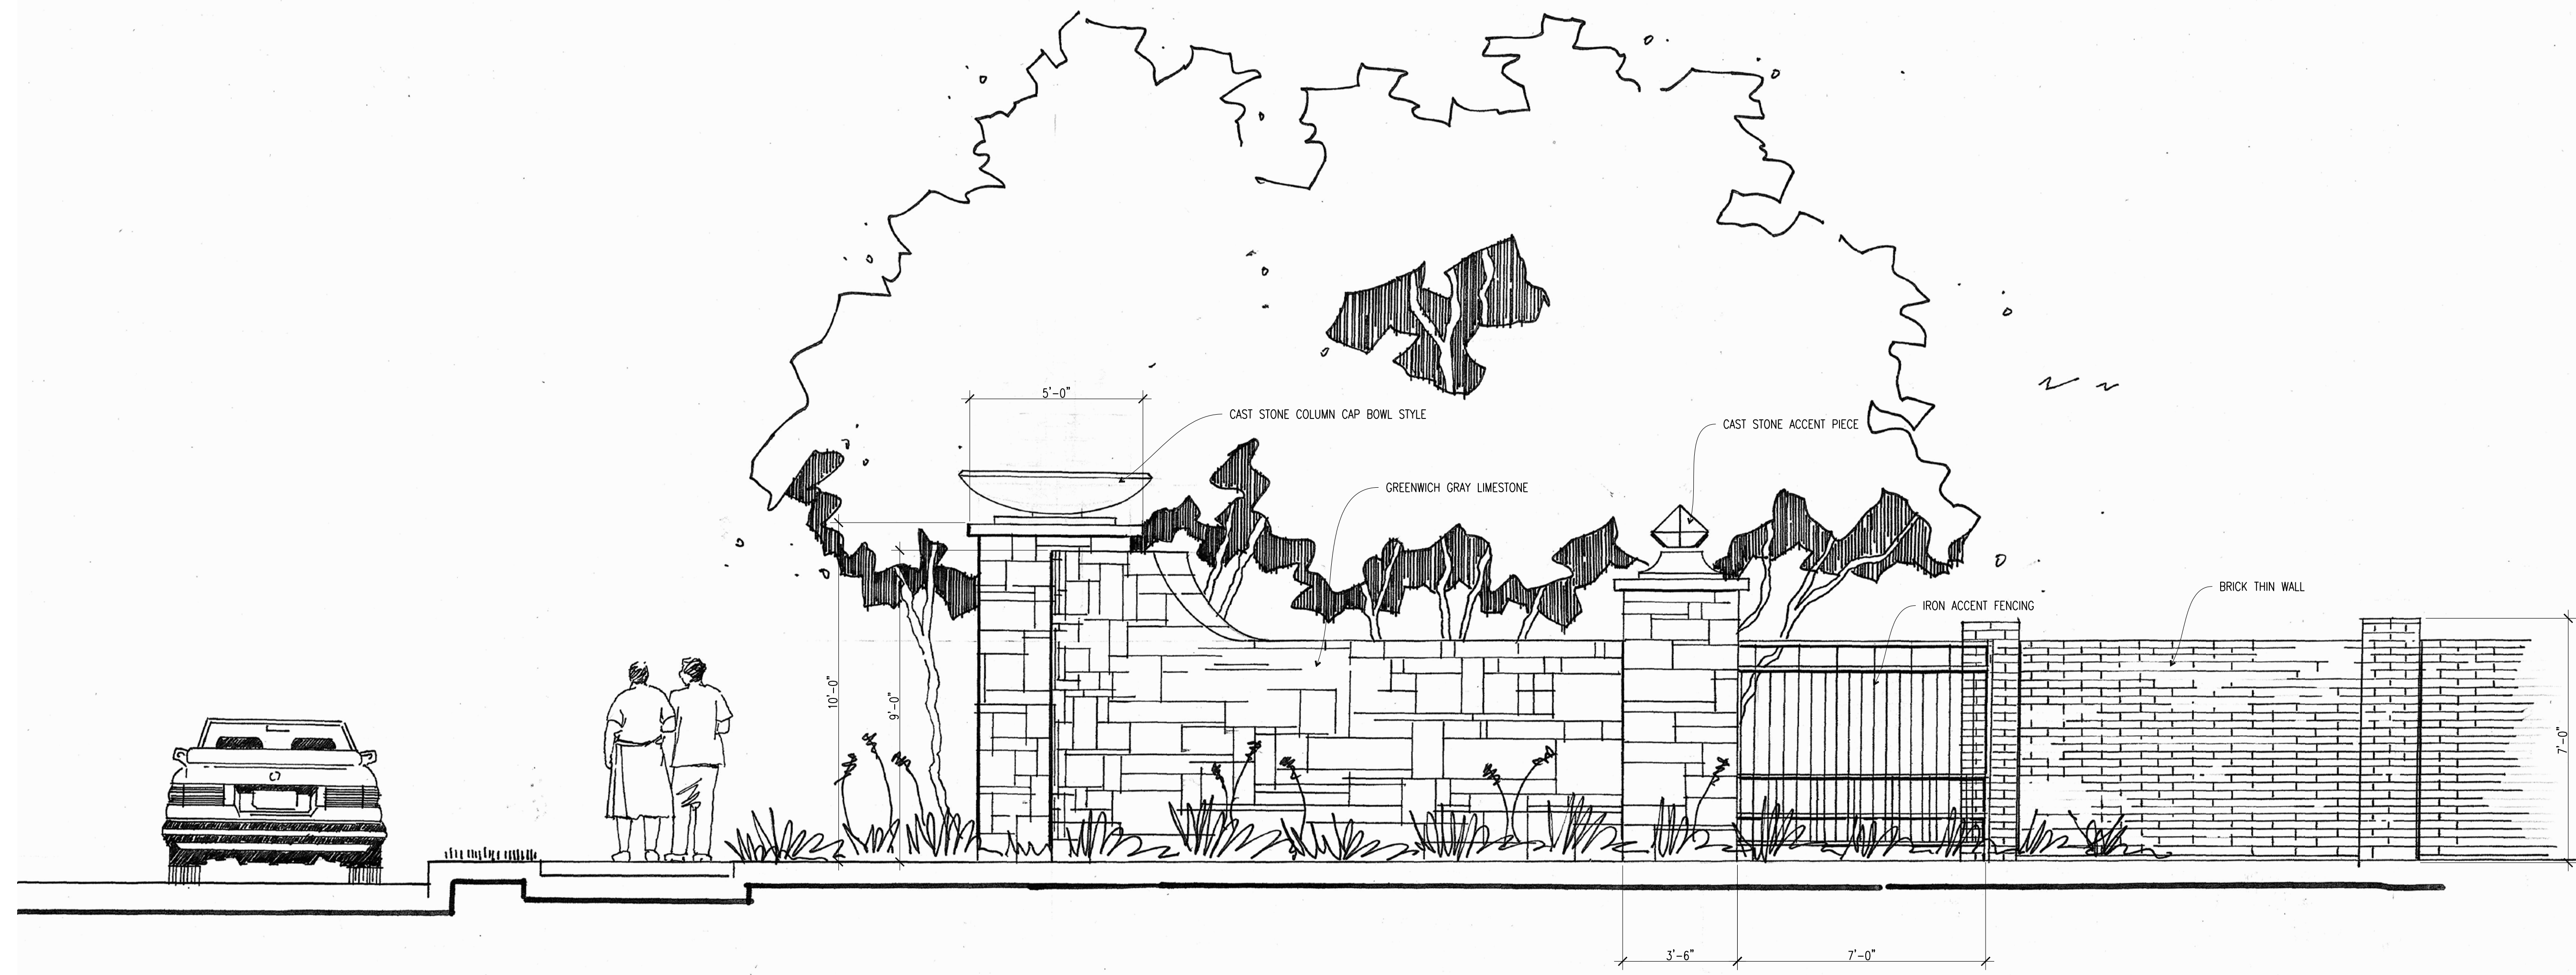 5'-0"
CAST STONE COLUMN CAP BOWL STYLE
CAST STONE ACCENT PIECE
GREENWICH GRAY LIMESTONE
BRICK THIN WALL
IRON ACCENT FENCING
10'-0"
9'-0"
7'-0"
3'-6"
7'-0"